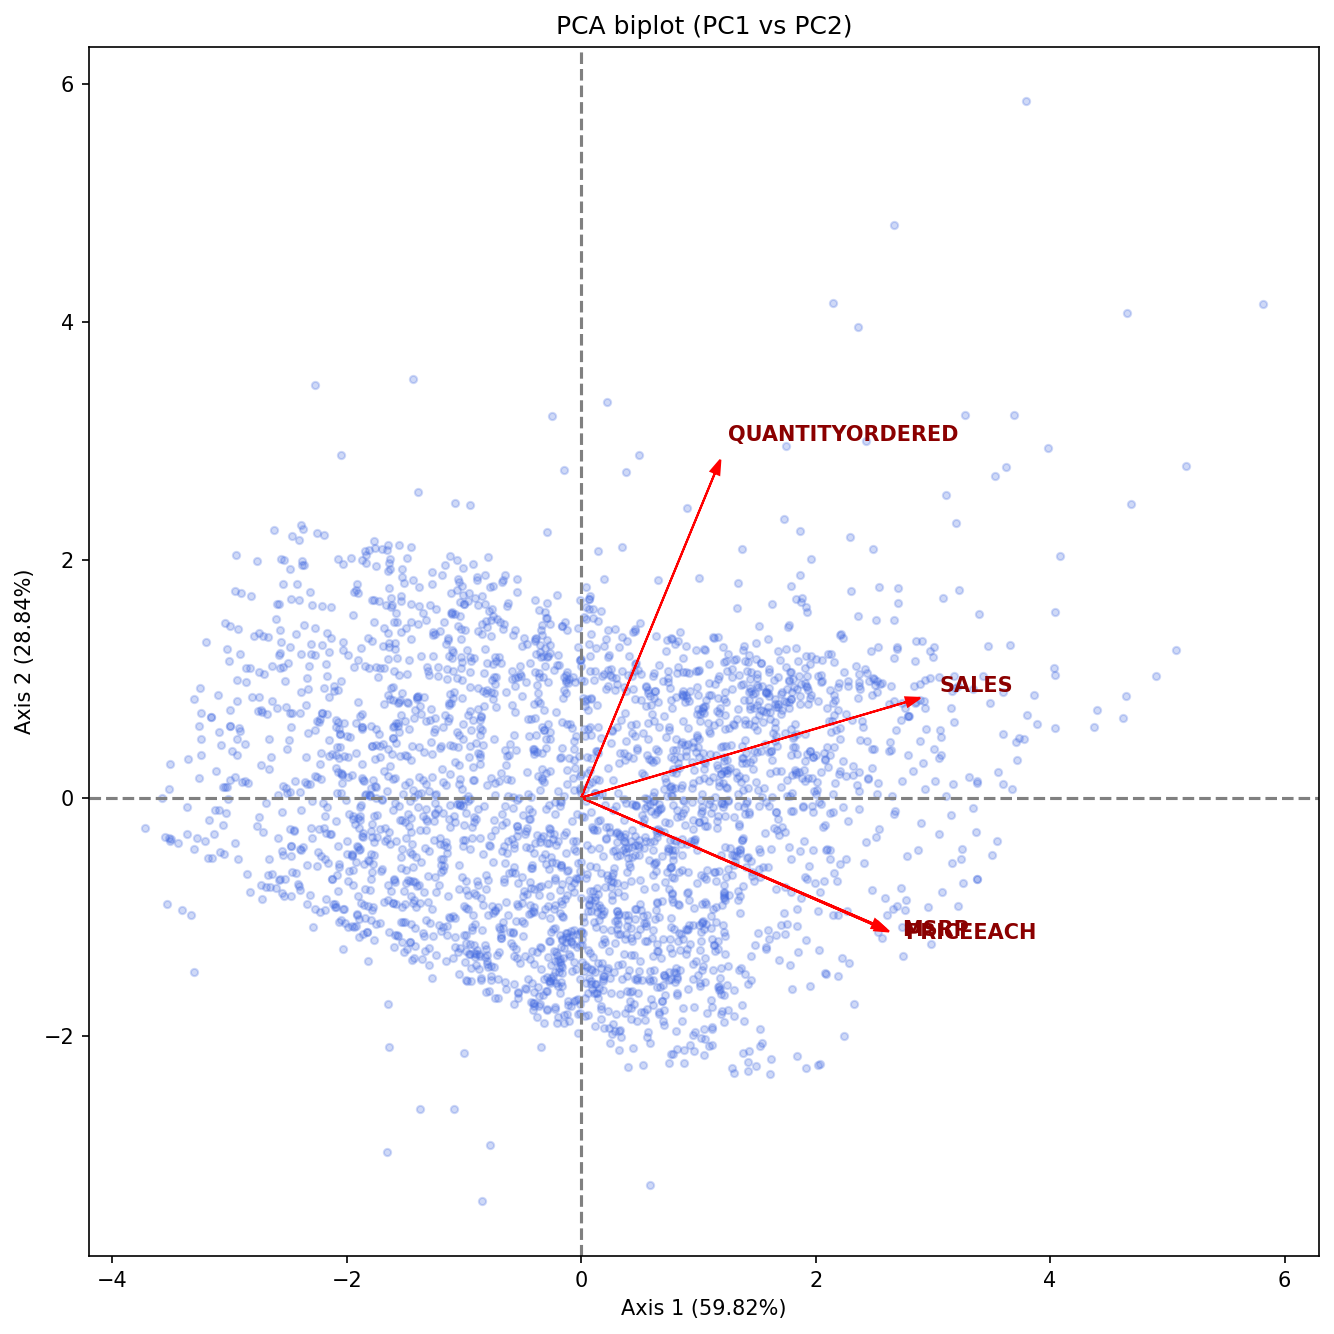 PCA biplot (PC1 vs PC2)
6
4
2
0
−2
Axis 2 (28.84%)
QUANTITYORDERED
SALES
MSRP
PRICEEACH
−4
−2
0
2
4
6
Axis 1 (59.82%)